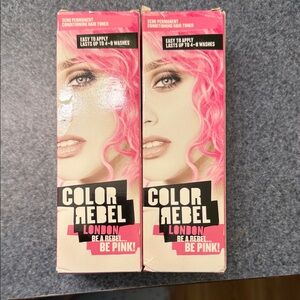 SEMI PERMANENT
CONDITIONING HAIR TONER
EASY TO APPLY
LASTS UP TO 4-8 WASHES
COLOR
REBEL
LONDON
BE A REBEL
BE PINK!
SEMI PERMANENT
CONDITIONING HAIR TONER
EASY TO APPLY
LASTS UP TO 4-8 WASHES
COLOR
REBEL
LONDON
BE A REBEL...
BE PINK!